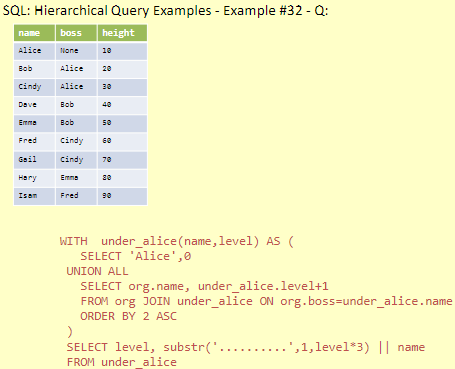 SQL: Hierarchical Query Examples - Example #32 - Q:
name boss height
Alice None 10
Bob Alice 20
Cindy Alice 30
Dave Bob 40
Emma Bob 50
Fred Cindy 60
Gail Cindy 70
Hary Emma 80
Isam Fred 90
WITH under_alice(name,level) AS (
SELECT 'Alice',0
UNION ALL
SELECT org.name, under_alice.level+1
FROM org JOIN under_alice ON org.boss=under_alice.name
ORDER BY 2 ASC
)
SELECT level, substr('..........',1,level*3) || name
FROM under_alice